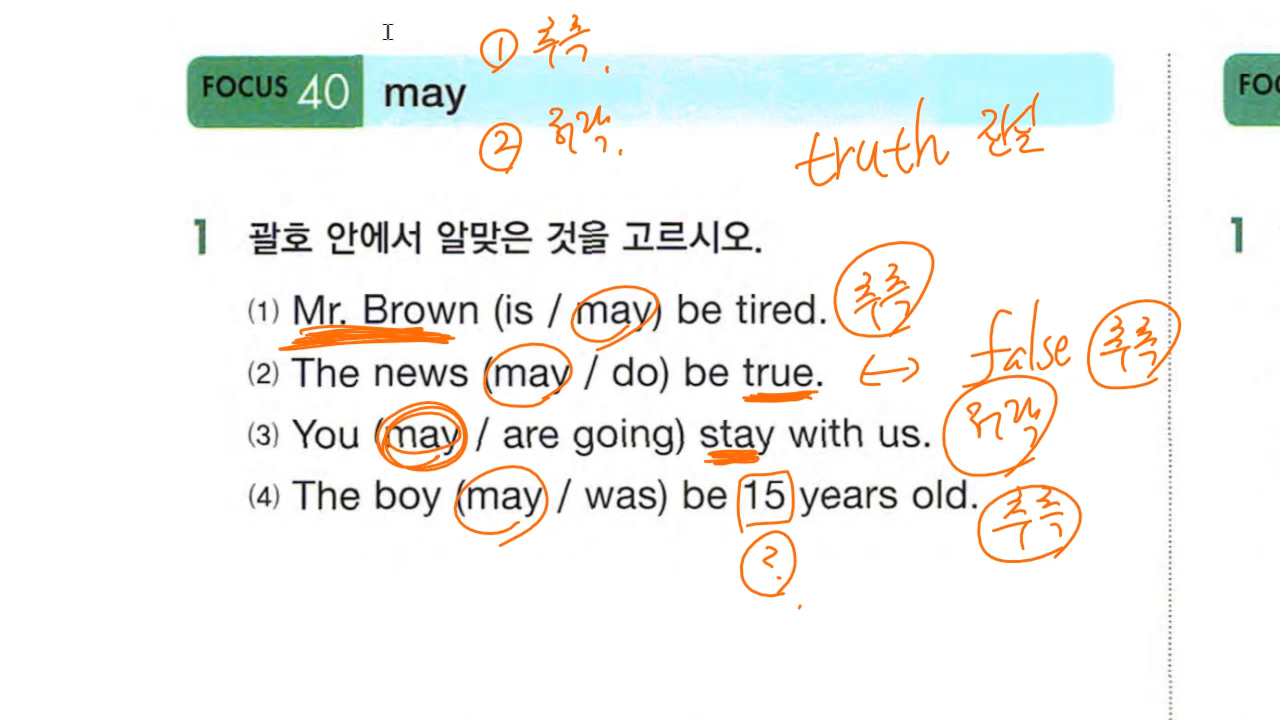 ① 추측.
FOCUS 40 may
② 허락.
truth 진실
1 괄호 안에서 알맞은 것을 고르시오.
(1) Mr. Brown (is / may) be tired. 추측
(2) The news (may / do) be true. ↔ false 추측
(3) You (may / are going) stay with us. 허락
(4) The boy (may / was) be 15 years old. 추측
?
FOC
1